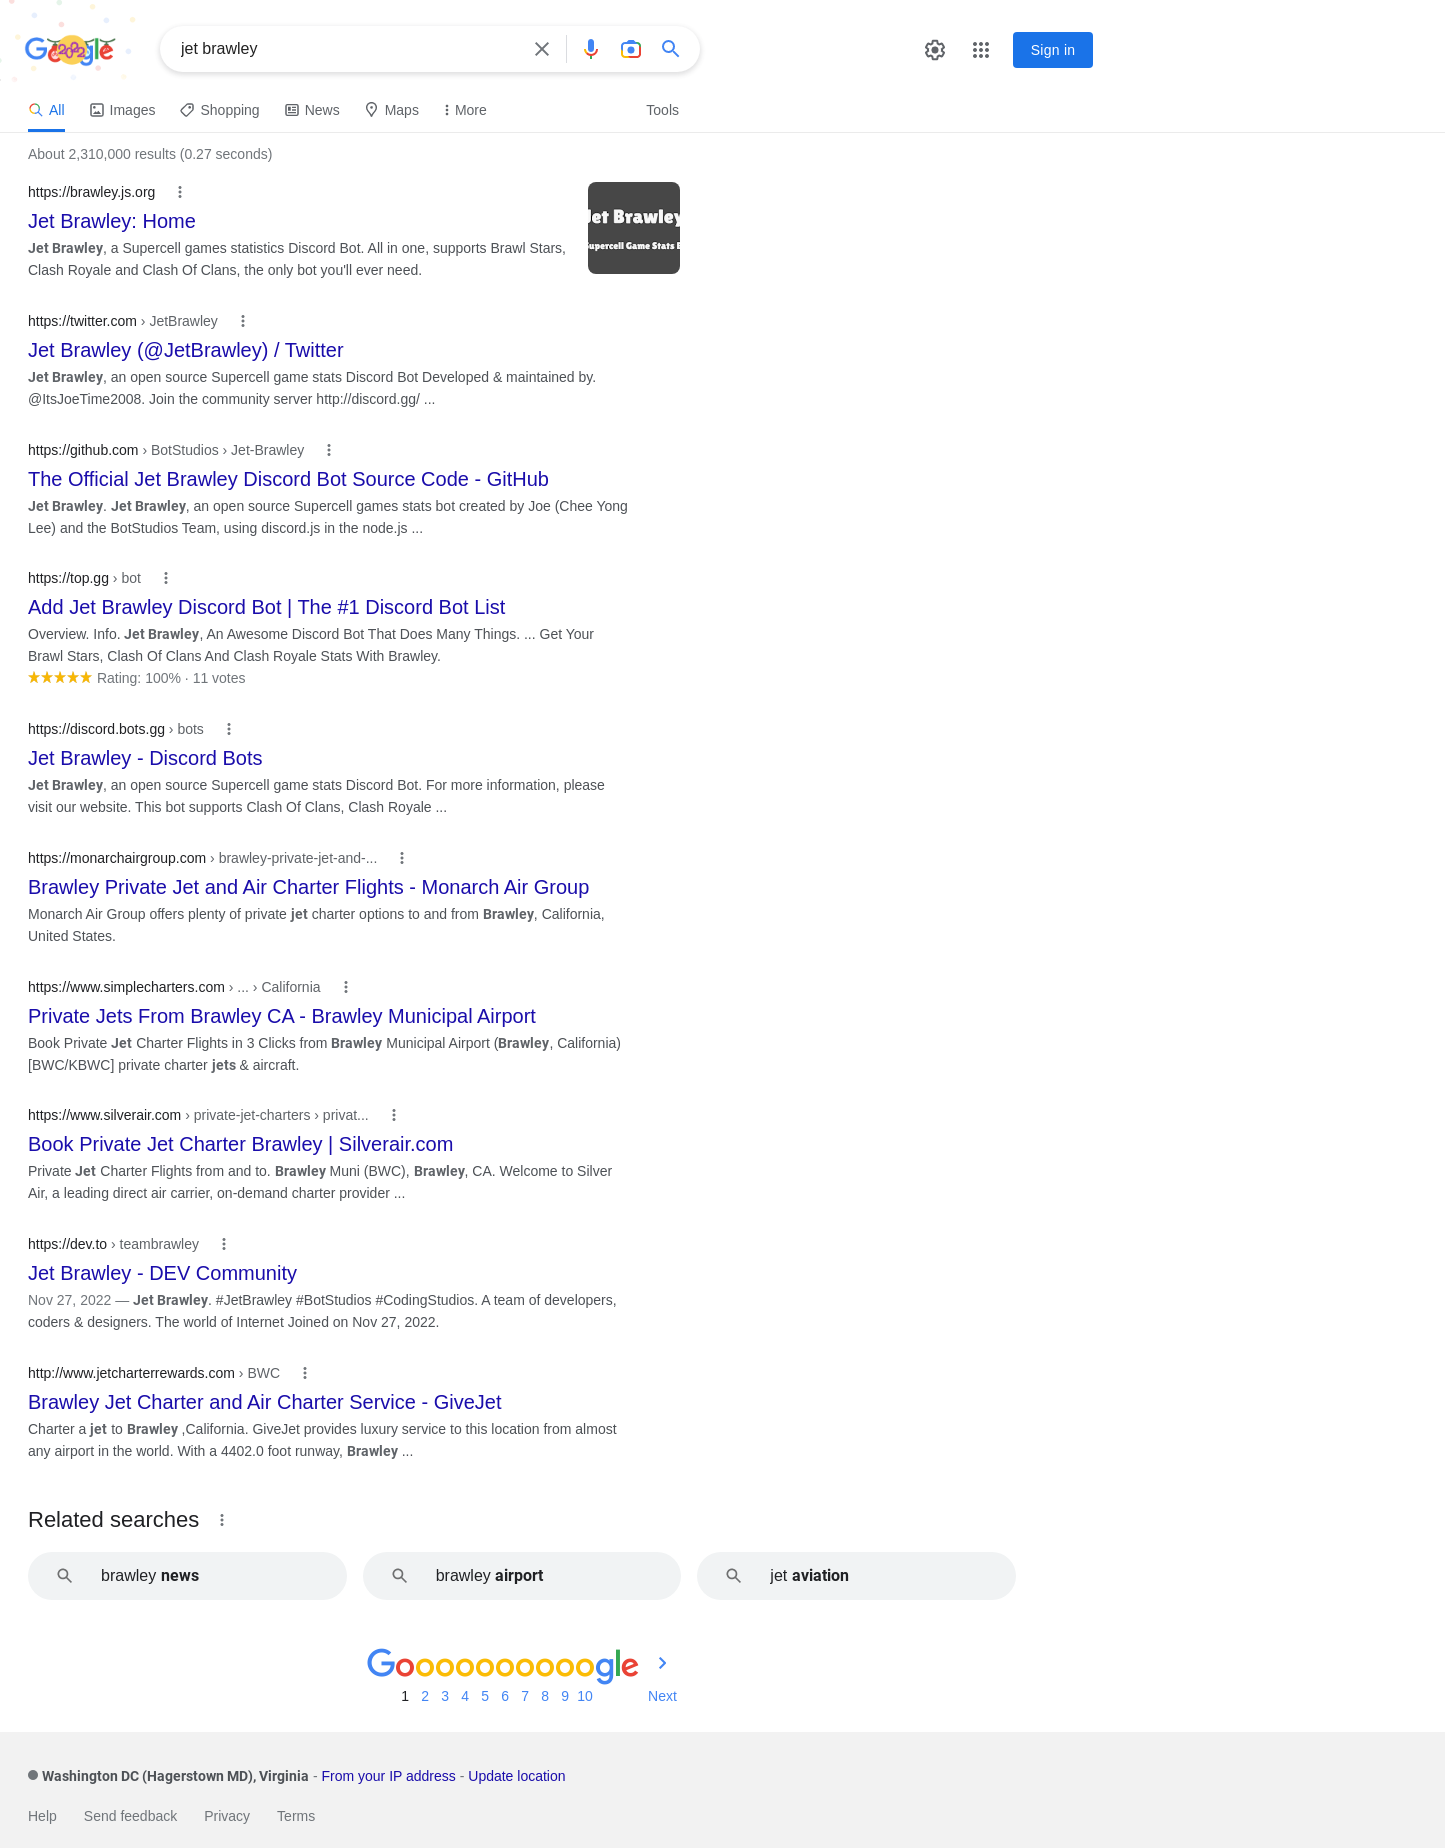 Google
jet brawley
Sign in
All Images Shopping News Maps More Tools
About 2,310,000 results (0.27 seconds)
https://brawley.js.org
Jet Brawley: Home
Jet Brawley, a Supercell games statistics Discord Bot. All in one, supports Brawl Stars,
Clash Royale and Clash Of Clans, the only bot you'll ever need.
Jet Brawley
Supercell Game Stats B
https://twitter.com › JetBrawley
Jet Brawley (@JetBrawley) / Twitter
Jet Brawley, an open source Supercell game stats Discord Bot Developed & maintained by.
@ItsJoeTime2008. Join the community server http://discord.gg/ ...
https://github.com › BotStudios › Jet-Brawley
The Official Jet Brawley Discord Bot Source Code - GitHub
Jet Brawley. Jet Brawley, an open source Supercell games stats bot created by Joe (Chee Yong
Lee) and the BotStudios Team, using discord.js in the node.js ...
https://top.gg › bot
Add Jet Brawley Discord Bot | The #1 Discord Bot List
Overview. Info. Jet Brawley, An Awesome Discord Bot That Does Many Things. ... Get Your
Brawl Stars, Clash Of Clans And Clash Royale Stats With Brawley.
Rating: 100% · 11 votes
https://discord.bots.gg › bots
Jet Brawley - Discord Bots
Jet Brawley, an open source Supercell game stats Discord Bot. For more information, please
visit our website. This bot supports Clash Of Clans, Clash Royale ...
https://monarchairgroup.com › brawley-private-jet-and-...
Brawley Private Jet and Air Charter Flights - Monarch Air Group
Monarch Air Group offers plenty of private jet charter options to and from Brawley, California,
United States.
https://www.simplecharters.com › ... › California
Private Jets From Brawley CA - Brawley Municipal Airport
Book Private Jet Charter Flights in 3 Clicks from Brawley Municipal Airport (Brawley, California)
[BWC/KBWC] private charter jets & aircraft.
https://www.silverair.com › private-jet-charters › privat...
Book Private Jet Charter Brawley | Silverair.com
Private Jet Charter Flights from and to. Brawley Muni (BWC), Brawley, CA. Welcome to Silver
Air, a leading direct air carrier, on-demand charter provider ...
https://dev.to › teambrawley
Jet Brawley - DEV Community
Nov 27, 2022 — Jet Brawley. #JetBrawley #BotStudios #CodingStudios. A team of developers,
coders & designers. The world of Internet Joined on Nov 27, 2022.
http://www.jetcharterrewards.com › BWC
Brawley Jet Charter and Air Charter Service - GiveJet
Charter a jet to Brawley ,California. GiveJet provides luxury service to this location from almost
any airport in the world. With a 4402.0 foot runway, Brawley ...
Related searches
brawley news
brawley airport
jet aviation
Goooooooooogle
1 2 3 4 5 6 7 8 9 10 Next
Washington DC (Hagerstown MD), Virginia - From your IP address - Update location
Help Send feedback Privacy Terms